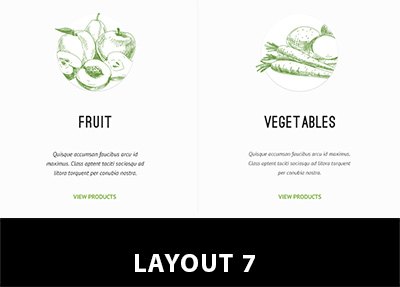 FRUIT
Quisque accumsan faucibus arcu id
maximus. Class aptent taciti sociosqu ad
litora torquent per conubia nostra.
VIEW PRODUCTS
VEGETABLES
Quisque accumsan faucibus arcu id maximus.
Class aptent taciti sociosqu ad litora torquent
per conubia nostra.
VIEW PRODUCTS
LAYOUT 7